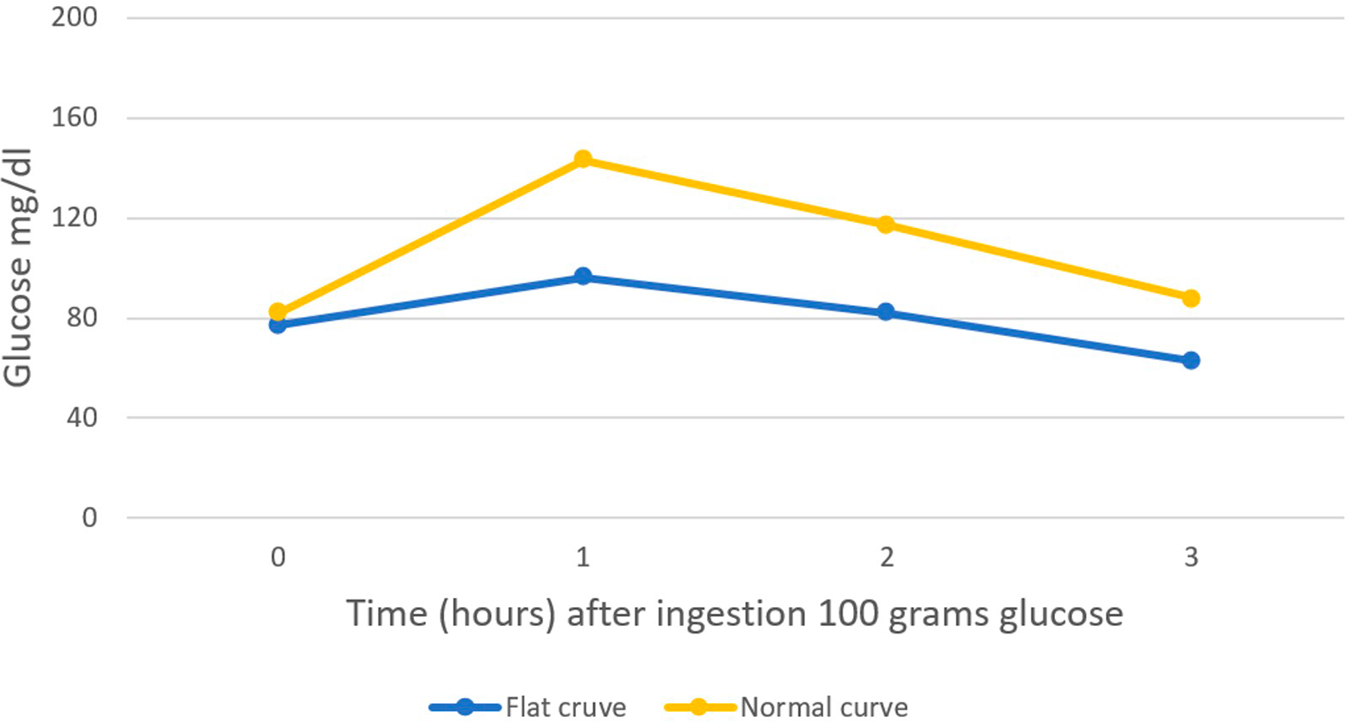 200
160
120
80
40
0
Glucose mg/dl
0 1 2 3
Time (hours) after ingestion 100 grams glucose
Flat cruve Normal curve